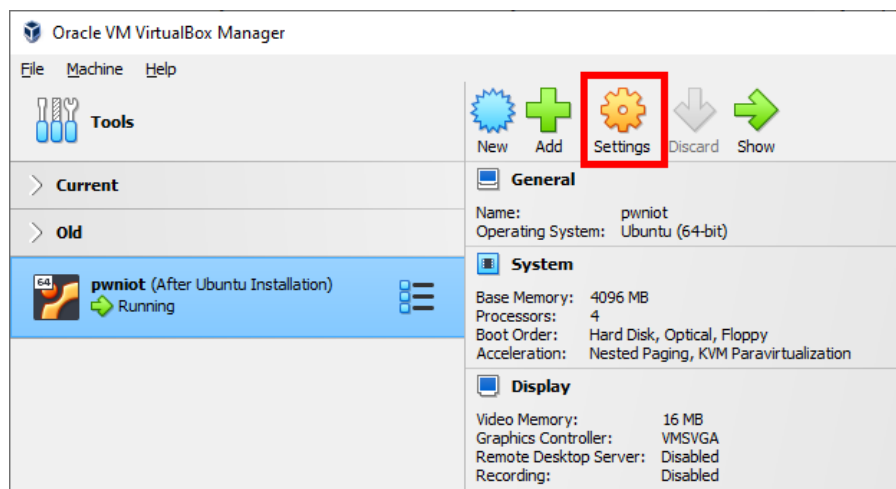 Oracle VM VirtualBox Manager
File Machine Help
Tools
New Add Settings Discard Show
Current
Old
64
pwniot (After Ubuntu Installation)
Running
General
Name: pwniot
Operating System: Ubuntu (64-bit)
System
Base Memory: 4096 MB
Processors: 4
Boot Order: Hard Disk, Optical, Floppy
Acceleration: Nested Paging, KVM Paravirtualization
Display
Video Memory: 16 MB
Graphics Controller: VMSVGA
Remote Desktop Server: Disabled
Recording: Disabled